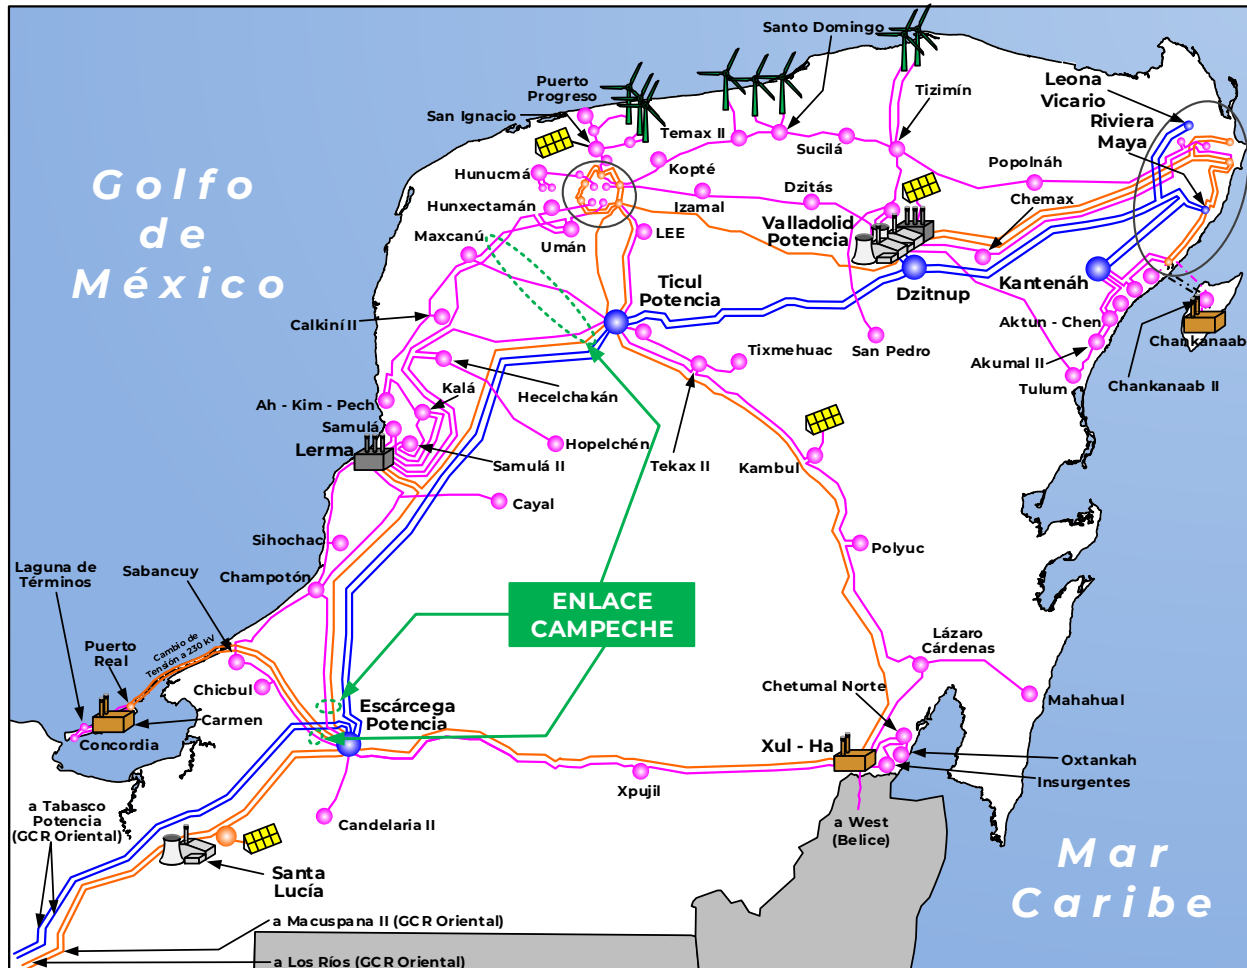 Santo Domingo
Puerto
Progreso
San Ignacio
Temax II
Kopté
Sucilá
Tizimín
Leona
Vicario
Riviera
Maya
Popolnáh
Chemax
Hunucmá
Hunxectamán
Maxcanú
Umán
LEE
Izamal
Dzitás
Valladolid
Potencia
Golfo
de
México
Ticul
Potencia
Dzitnup
Kantenáh
Calkiní II
Aktun - Chen
Akumal II
Tulum
Chankanaab
Chankanaab II
San Pedro
Tixmehuac
Tekax II
Kambul
Hecelchakán
Kalá
Ah - Kim - Pech
Samulá
Lerma
Samulá II
Hopelchén
Cayal
Sihochac
Champotón
Polyuc
Laguna de
Términos
Sabancuy
Puerto
Real
Cambio de
Tensión a 230 kV
ENLACE
CAMPECHE
Lázaro
Cárdenas
Mahahual
Chetumal Norte
Chicbul
Carmen
Concordia
Escárcega
Potencia
Xul - Ha
Oxtankah
Insurgentes
Xpujil
Candelaria II
a West
(Belice)
a Tabasco
Potencia
(GCR Oriental)
Santa
Lucía
Mar
Caribe
a Macuspana II (GCR Oriental)
a Los Ríos (GCR Oriental)